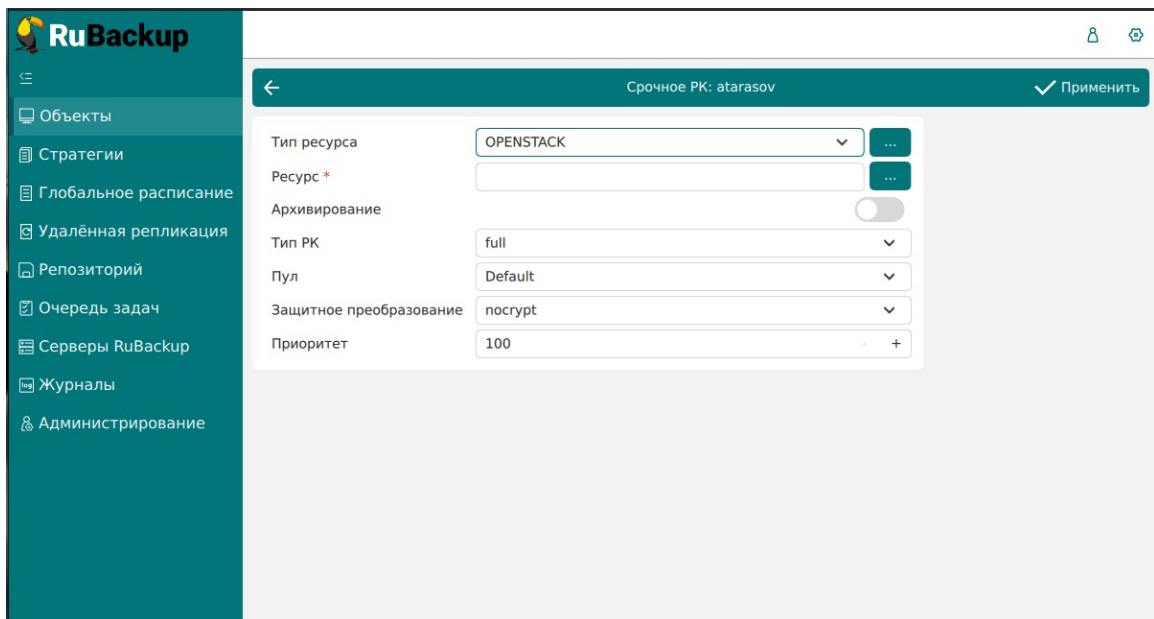 RuBackup
Срочное РК: atarasov
Применить
Объекты
Стратегии
Глобальное расписание
Удалённая репликация
Репозиторий
Очередь задач
Серверы RuBackup
log Журналы
Администрирование
Тип ресурса OPENSTACK ...
Ресурс * ...
Архивирование
Тип РК full
Пул Default
Защитное преобразование nocrypt
Приоритет 100 - +